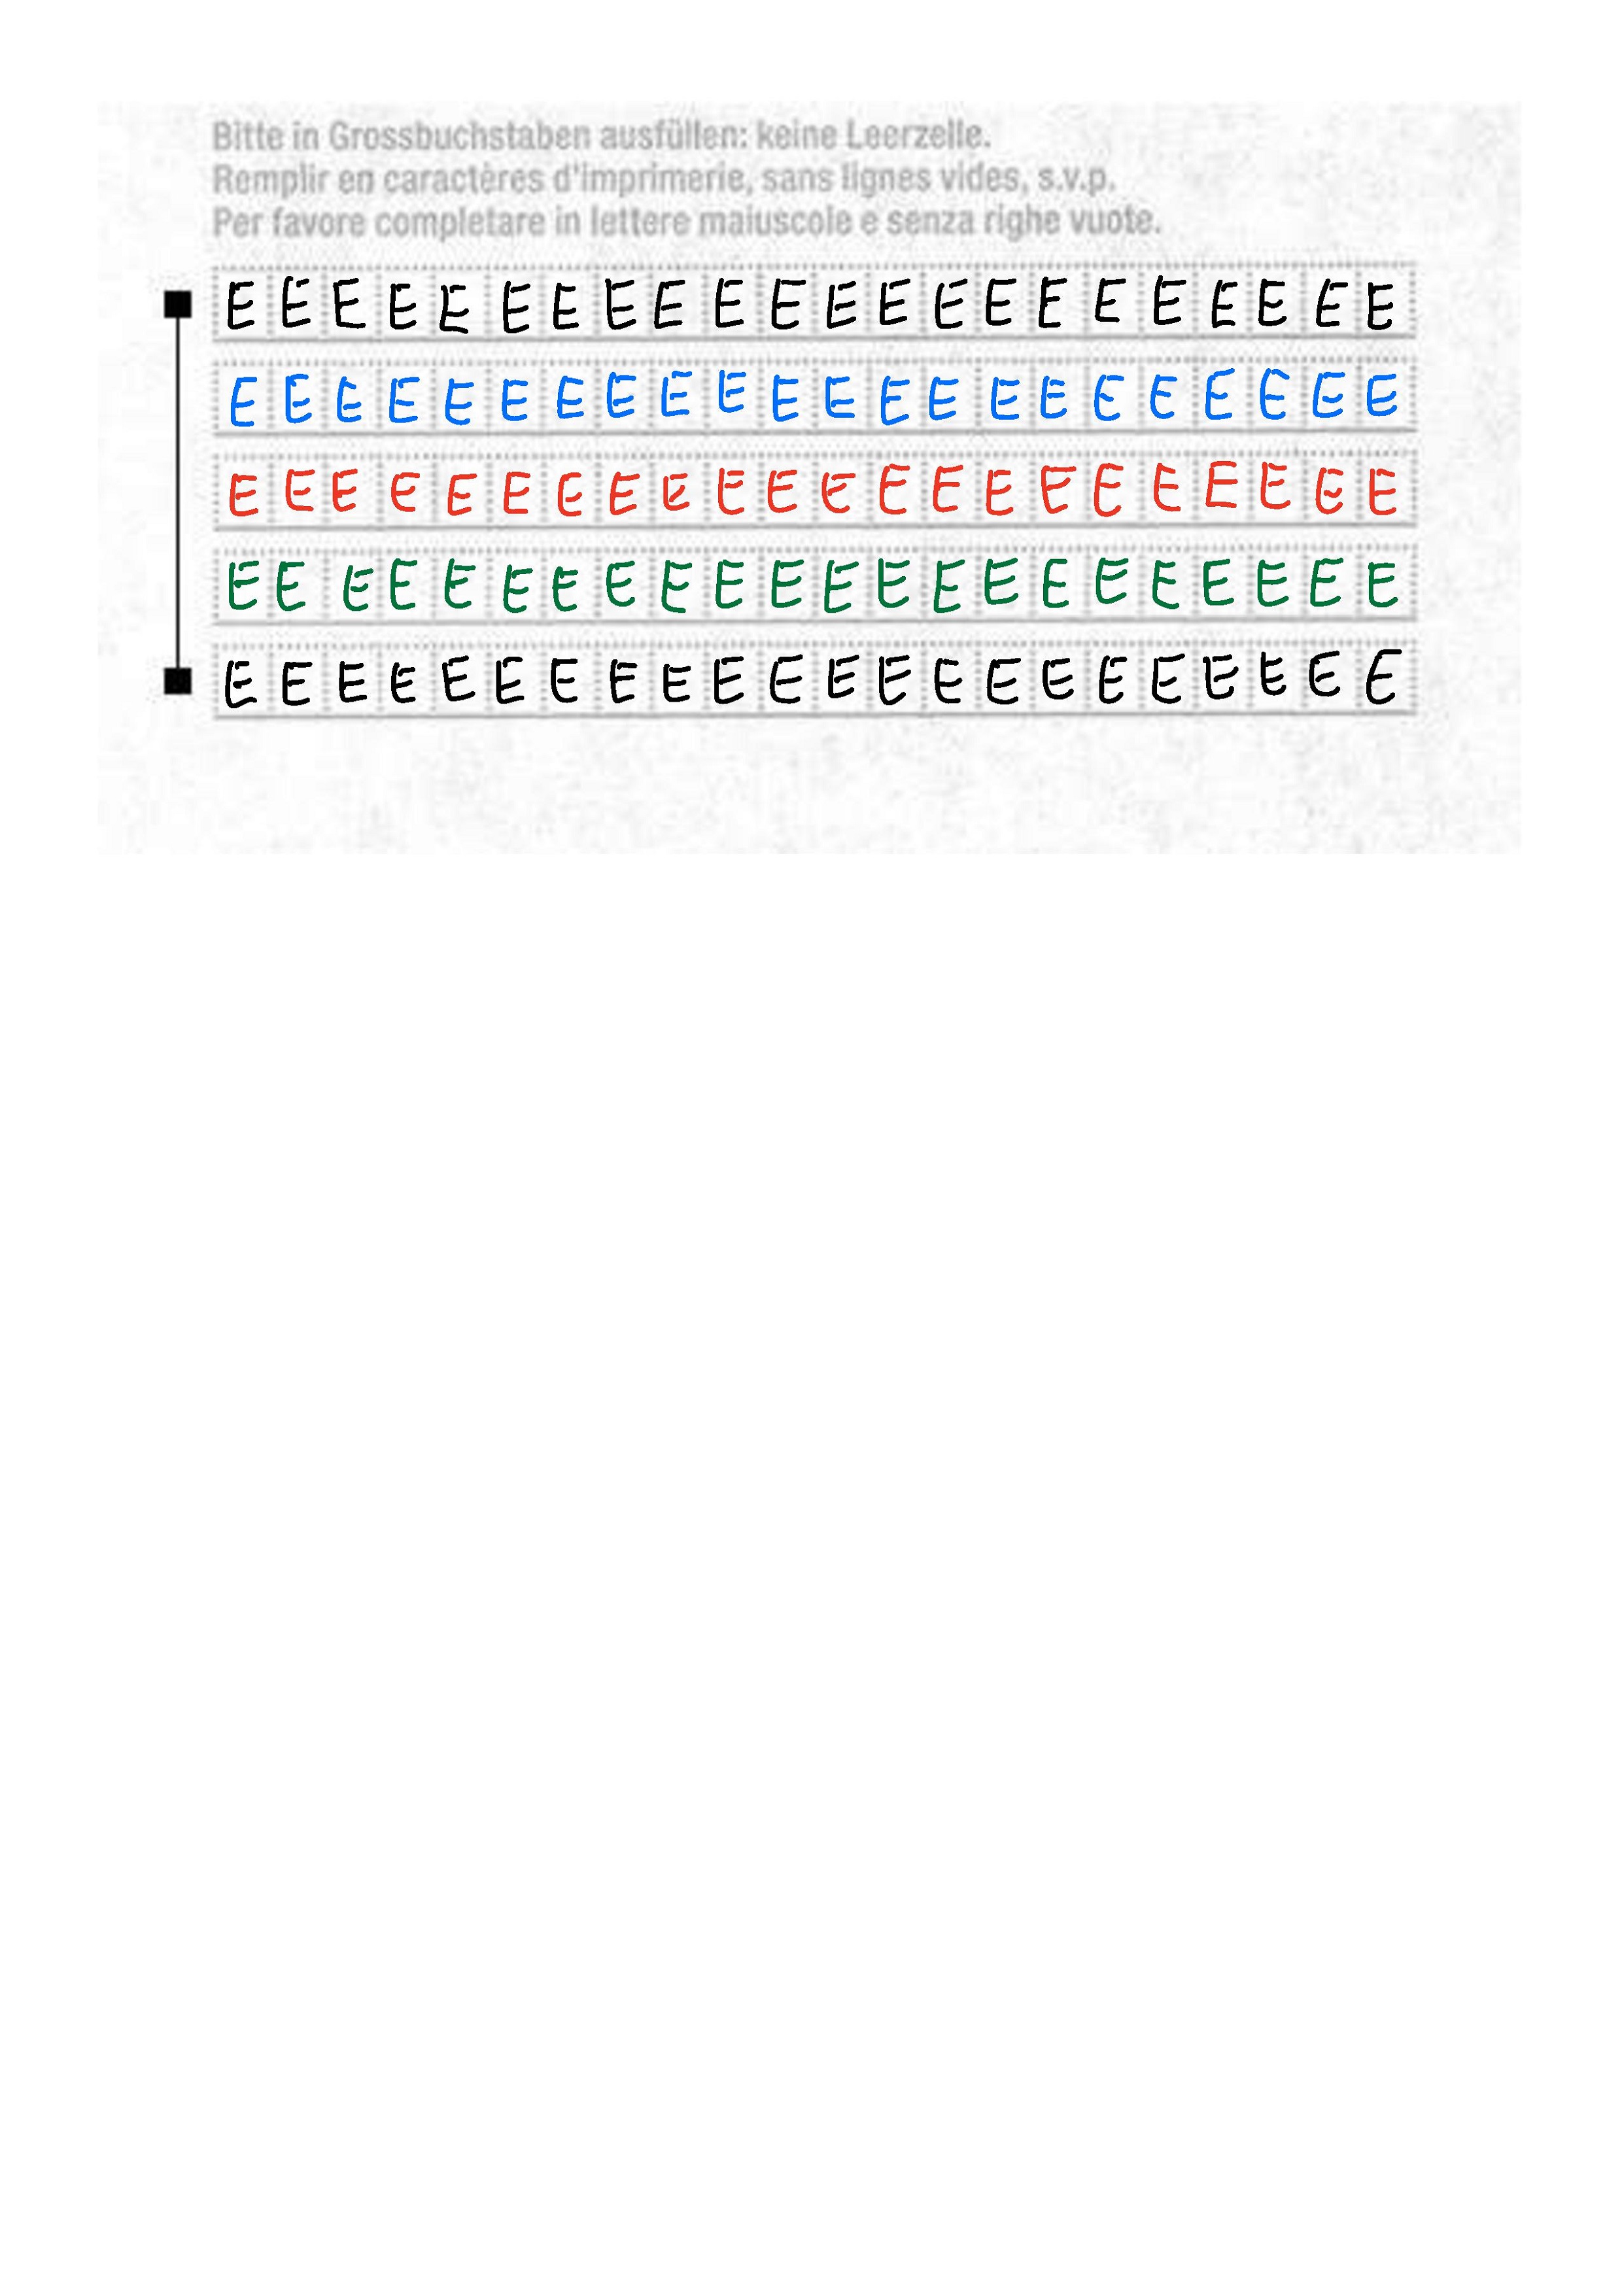 Bitte in Grossbuchstaben ausfüllen: keine Leerzelle.
Remplir en caractères d'imprimerie, sans lignes vides, s.v.p.
Per favore completare in lettere maiuscole e senza righe vuote.
E E E E E E E E E E E E E E E E E E E E E E
E E E E E E E E E E E E E E E E E E E E E E
E E E E E E E E E E E E E E E E E E E E E E
E E E E E E E E E E E E E E E E E E E E E E
E E E E E E E E E E E E E E E E E E E E E E